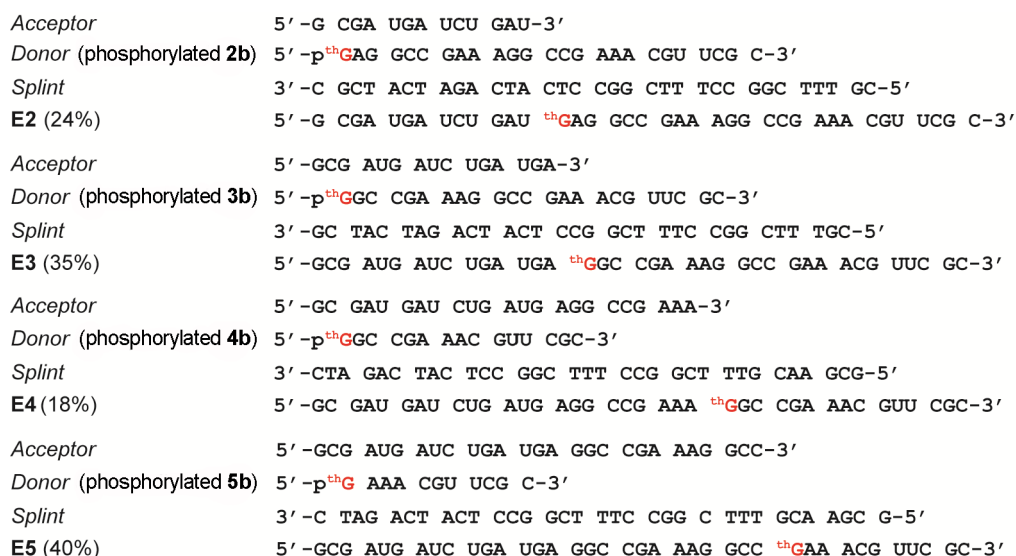 Acceptor 5′-G CGA UGA UCU GAU-3′
Donor (phosphorylated 2b) 5′-pthGAG GCC GAA AGG CCG AAA CGU UCG C-3′
Splint 3′-C GCT ACT AGA CTA CTC CGG CTT TCC GGC TTT GC-5′
E2 (24%) 5′-G CGA UGA UCU GAU thGAG GCC GAA AGG CCG AAA CGU UCG C-3′
Acceptor 5′-GCG AUG AUC UGA UGA-3′
Donor (phosphorylated 3b) 5′-pthGGC CGA AAG GCC GAA ACG UUC GC-3′
Splint 3′-GC TAC TAG ACT ACT CCG GCT TTC CGG CTT TGC-5′
E3 (35%) 5′-GCG AUG AUC UGA UGA thGGC CGA AAG GCC GAA ACG UUC GC-3′
Acceptor 5′-GC GAU GAU CUG AUG AGG CCG AAA-3′
Donor (phosphorylated 4b) 5′-pthGGC CGA AAC GUU CGC-3′
Splint 3′-CTA GAC TAC TCC GGC TTT CCG GCT TTG CAA GCG-5′
E4 (18%) 5′-GC GAU GAU CUG AUG AGG CCG AAA thGGC CGA AAC GUU CGC-3′
Acceptor 5′-GCG AUG AUC UGA UGA GGC CGA AAG GCC-3′
Donor (phosphorylated 5b) 5′-pthG AAA CGU UCG C-3′
Splint 3′-C TAG ACT ACT CCG GCT TTC CGG C TTT GCA AGC G-5′
E5 (40%) 5′-GCG AUG AUC UGA UGA GGC CGA AAG GCC thGAA ACG UUC GC-3′